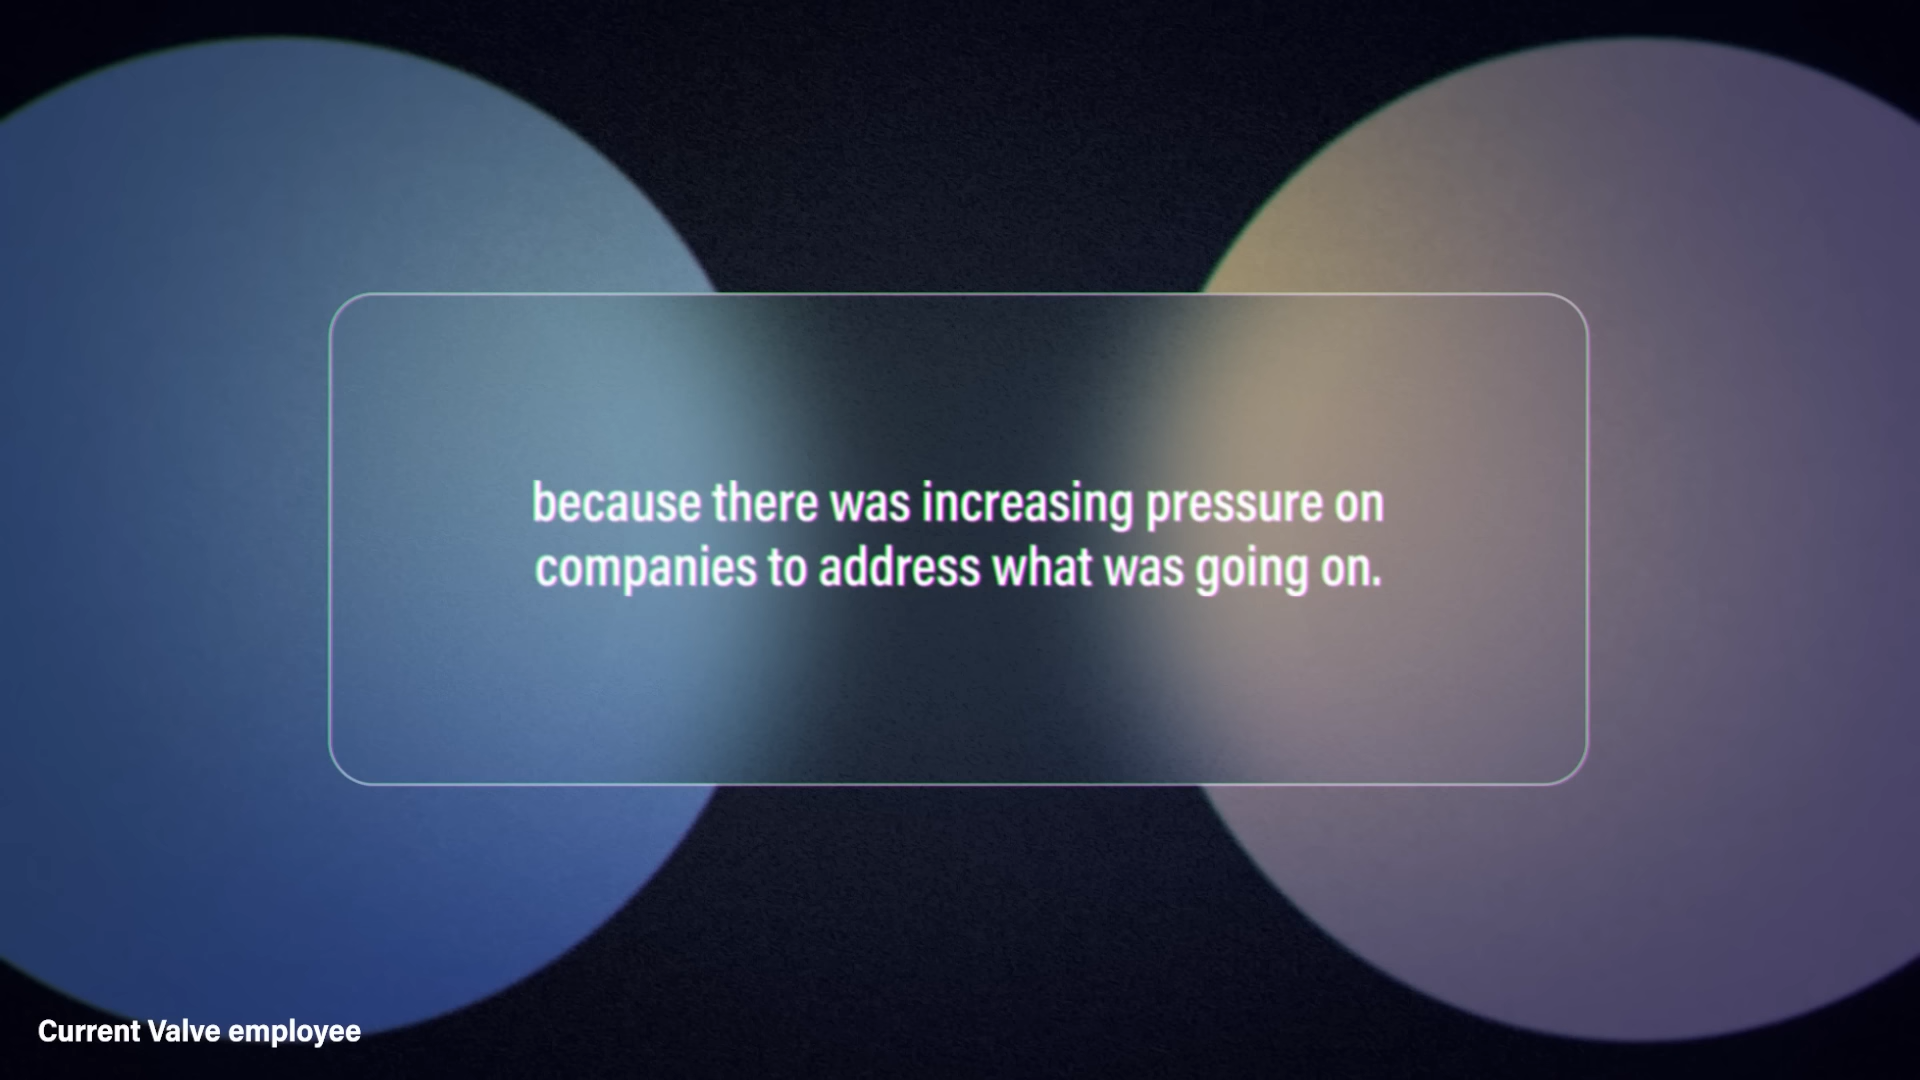 because there was increasing pressure on
companies to address what was going on.
Current Valve employee